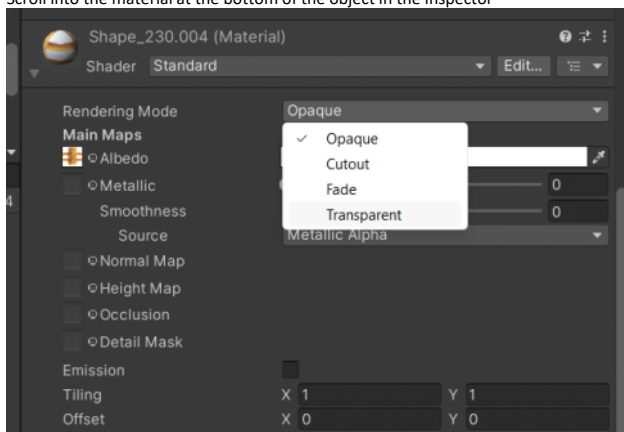 Scroll into the material at the bottom of the object in the inspector
Shape_230.004 (Material)
Shader Standard Edit...
Rendering Mode Opaque
Main Maps
Opaque
Albedo
Cutout
Metallic 0
Fade
Smoothness 0
Transparent
Source Metallic Alpha
Normal Map
Height Map
Occlusion
Detail Mask
Emission
Tiling X 1 Y 1
Offset X 0 Y 0
4